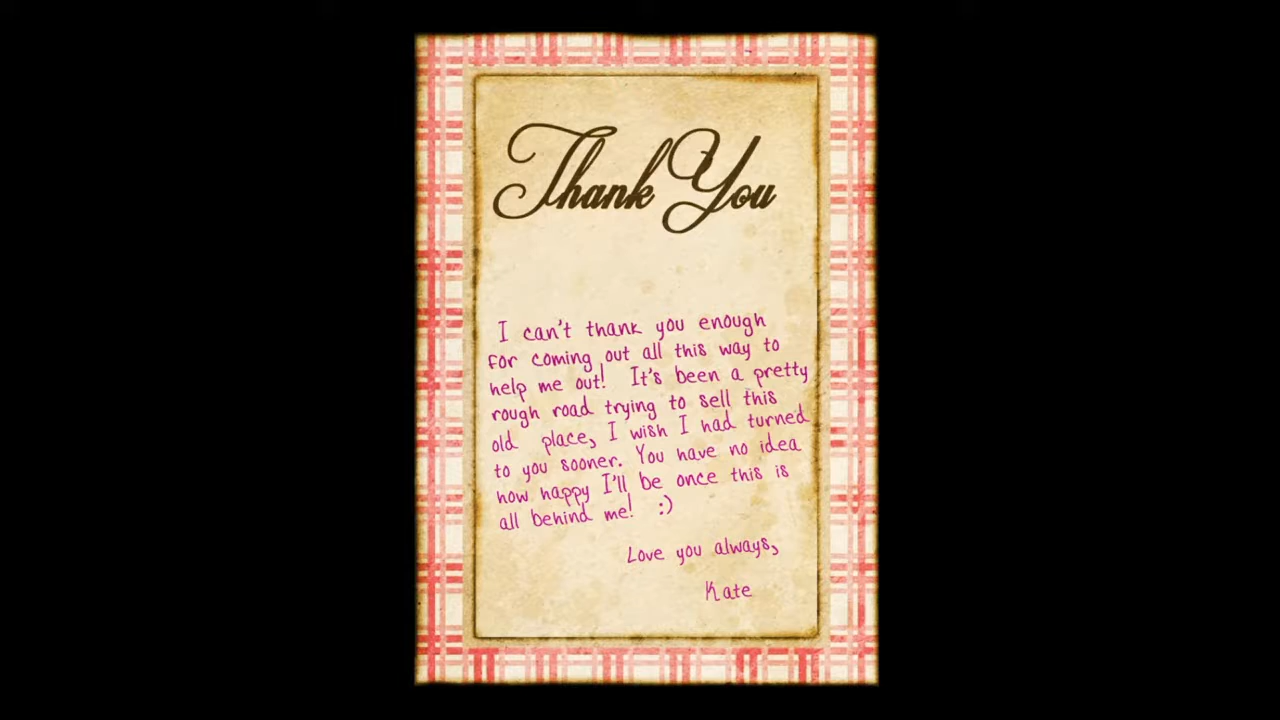 Thank You
I can't thank you enough
for coming out all this way to
help me out! It's been a pretty
rough road trying to sell this
old place, I wish I had turned
to you sooner. You have no idea
how happy I'll be once this is
all behind me! :)
Love you always,
Kate